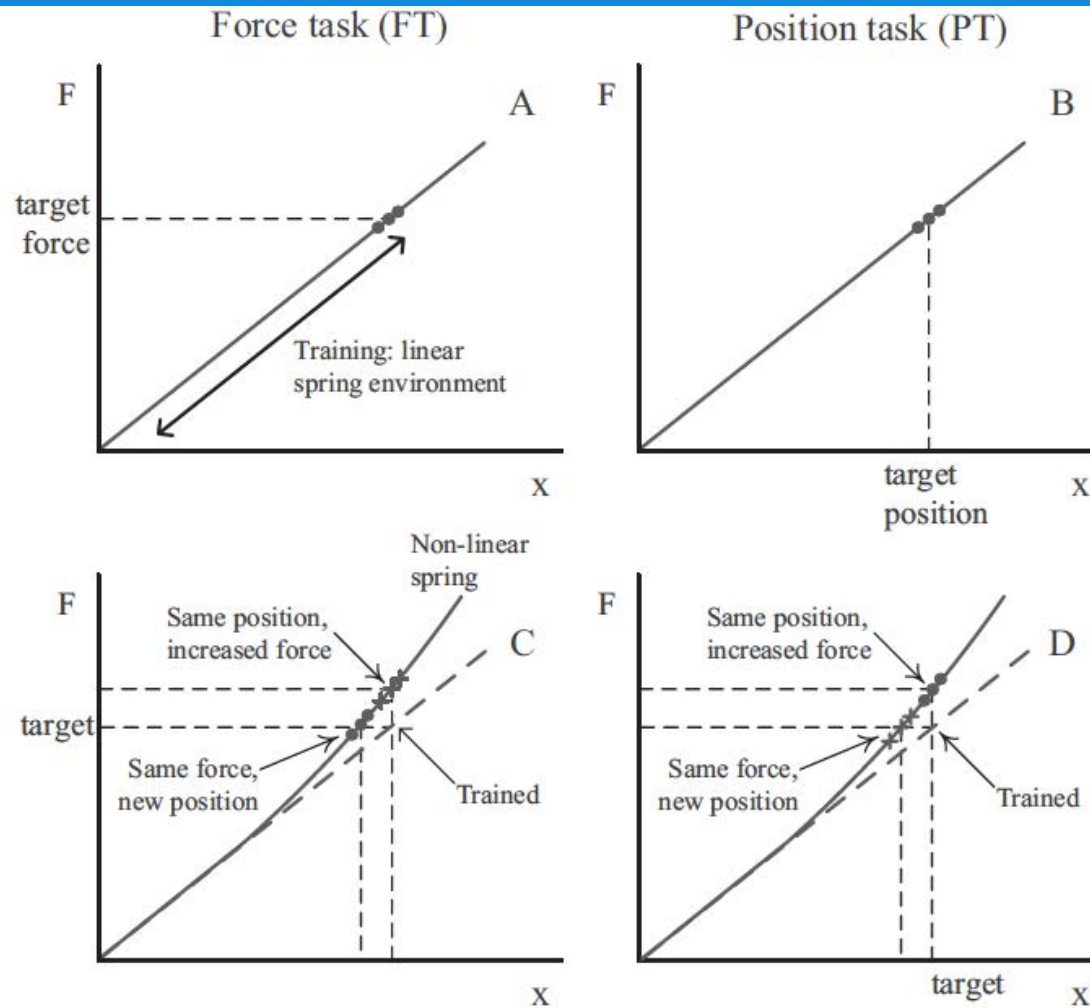 Force task (FT)
Position task (PT)
F
A
target
force
Training: linear
spring environment
x
F
B
target
position
x
Non-linear
spring
F
Same position,
increased force
C
target
Same force,
new position
Trained
x
F
Same position,
increased force
D
Same force,
new position
Trained
target
x